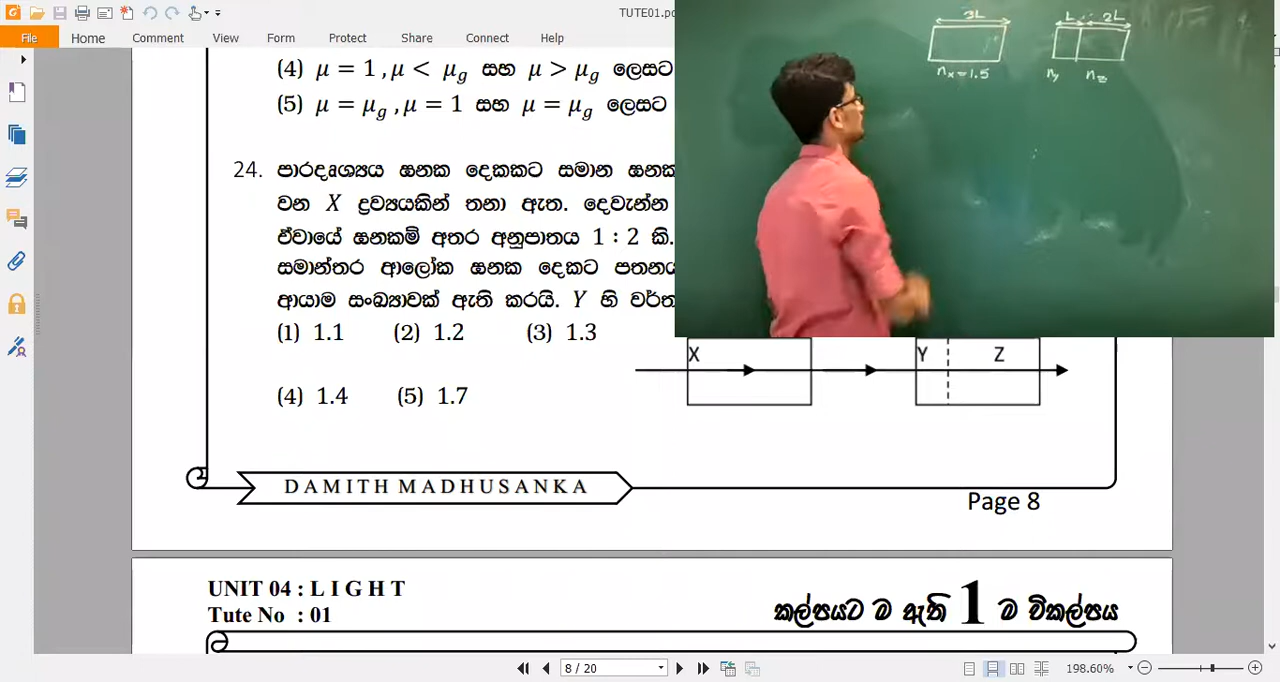 TUTE01.pd
File Home Comment View Form Protect Share Connect Help
3L L 2L
nx=1.5 ny nz
(4) μ = 1 , μ < μg සහ μ > μg ලෙසට
(5) μ = μg , μ = 1 සහ μ = μg ලෙසට
24. පාරදෘශ්‍යය ඝනක දෙකකට සමාන ඝනක
වන X ද්‍රව්‍යයකින් තනා ඇත. දෙවැන්න
ඒවායේ ඝනකම් අතර අනුපාතය 1 : 2 කි.
සමාන්තර ආලෝක ඝනක දෙකට පතනය
ආයාම සංඛ්‍යාවක් ඇති කරයි. Y හි වර්ත
(1) 1.1 (2) 1.2 (3) 1.3
(4) 1.4 (5) 1.7
X Y Z
DAMITH MADHUSANKA
Page 8
UNIT 04 : L I G H T
Tute No : 01
කල්පයට ම ඇති 1 ම විකල්පය
8 / 20
198.60%